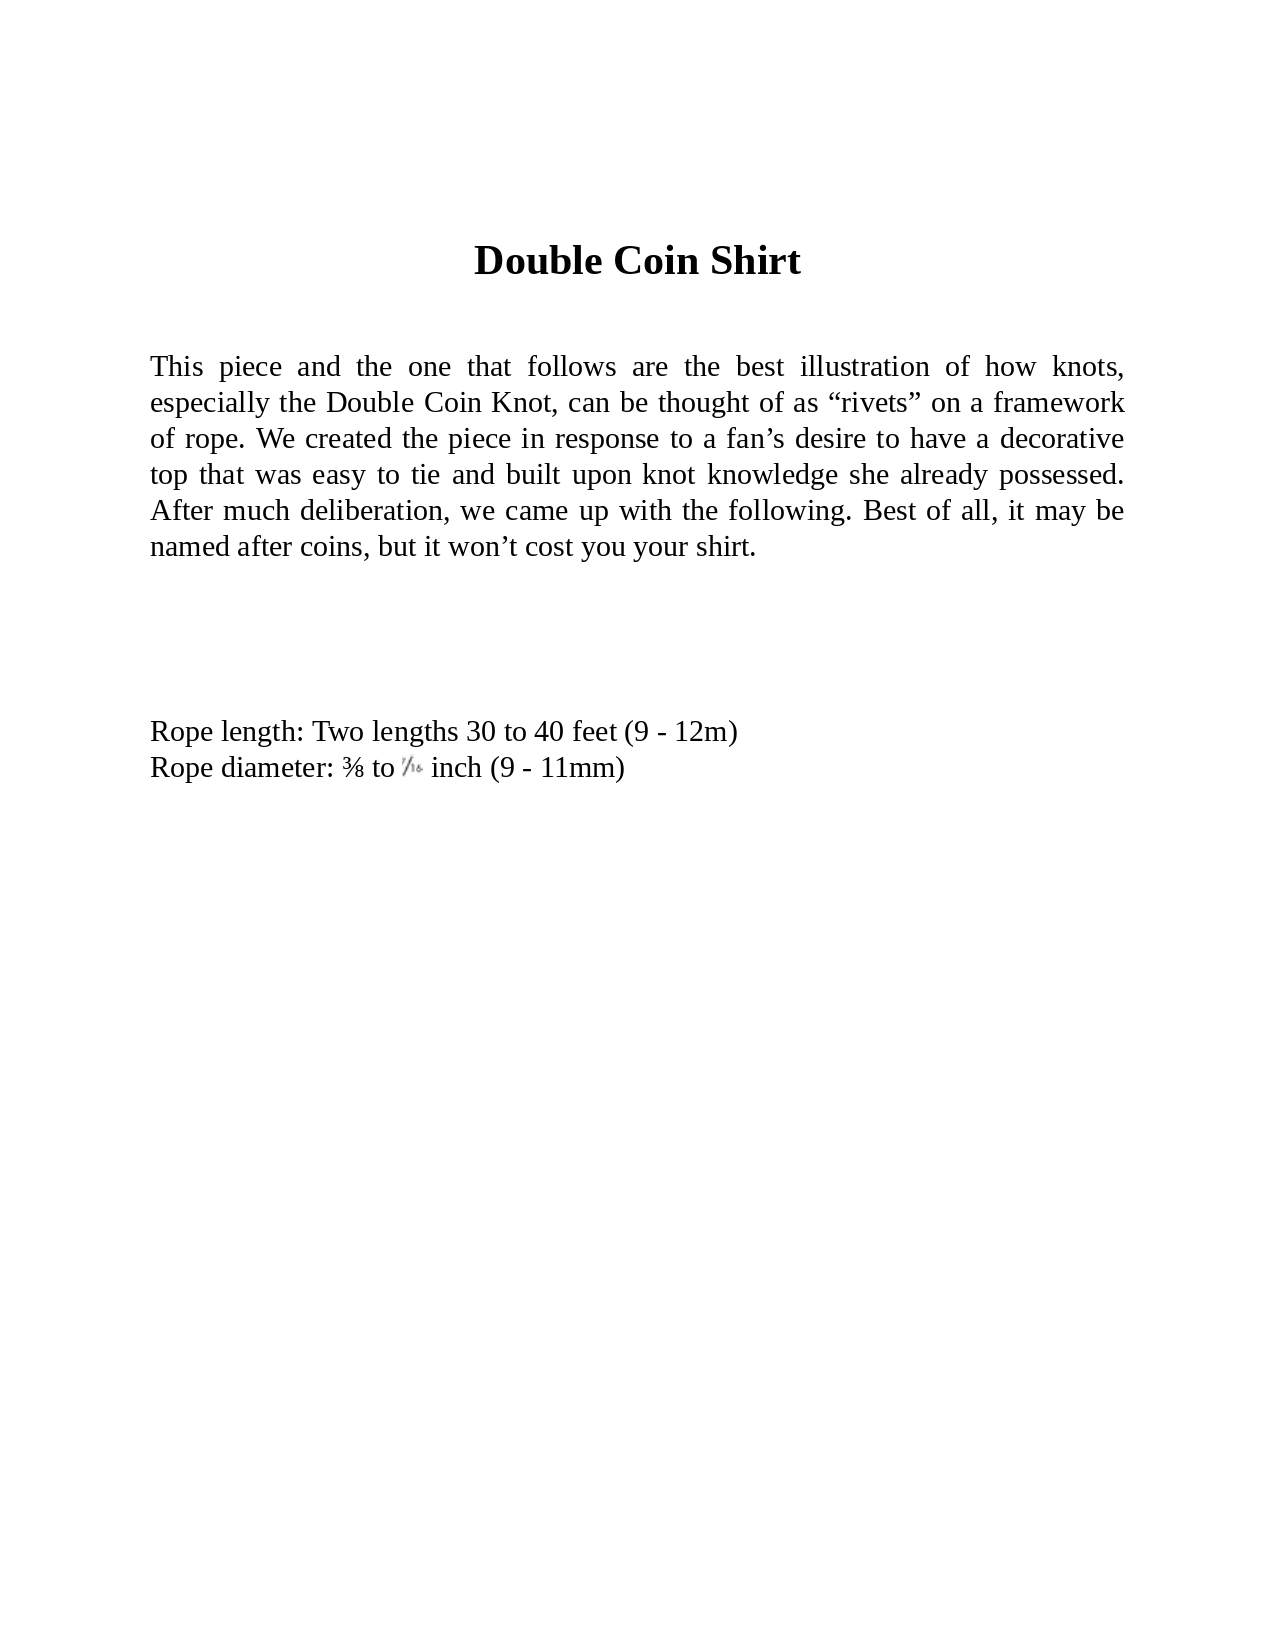 Double Coin Shirt
This piece and the one that follows are the best illustration of how knots,
especially the Double Coin Knot, can be thought of as “rivets” on a framework
of rope. We created the piece in response to a fan’s desire to have a decorative
top that was easy to tie and built upon knot knowledge she already possessed.
After much deliberation, we came up with the following. Best of all, it may be
named after coins, but it won’t cost you your shirt.
Rope length: Two lengths 30 to 40 feet (9 - 12m)
Rope diameter: ⅜ to 7/16 inch (9 - 11mm)